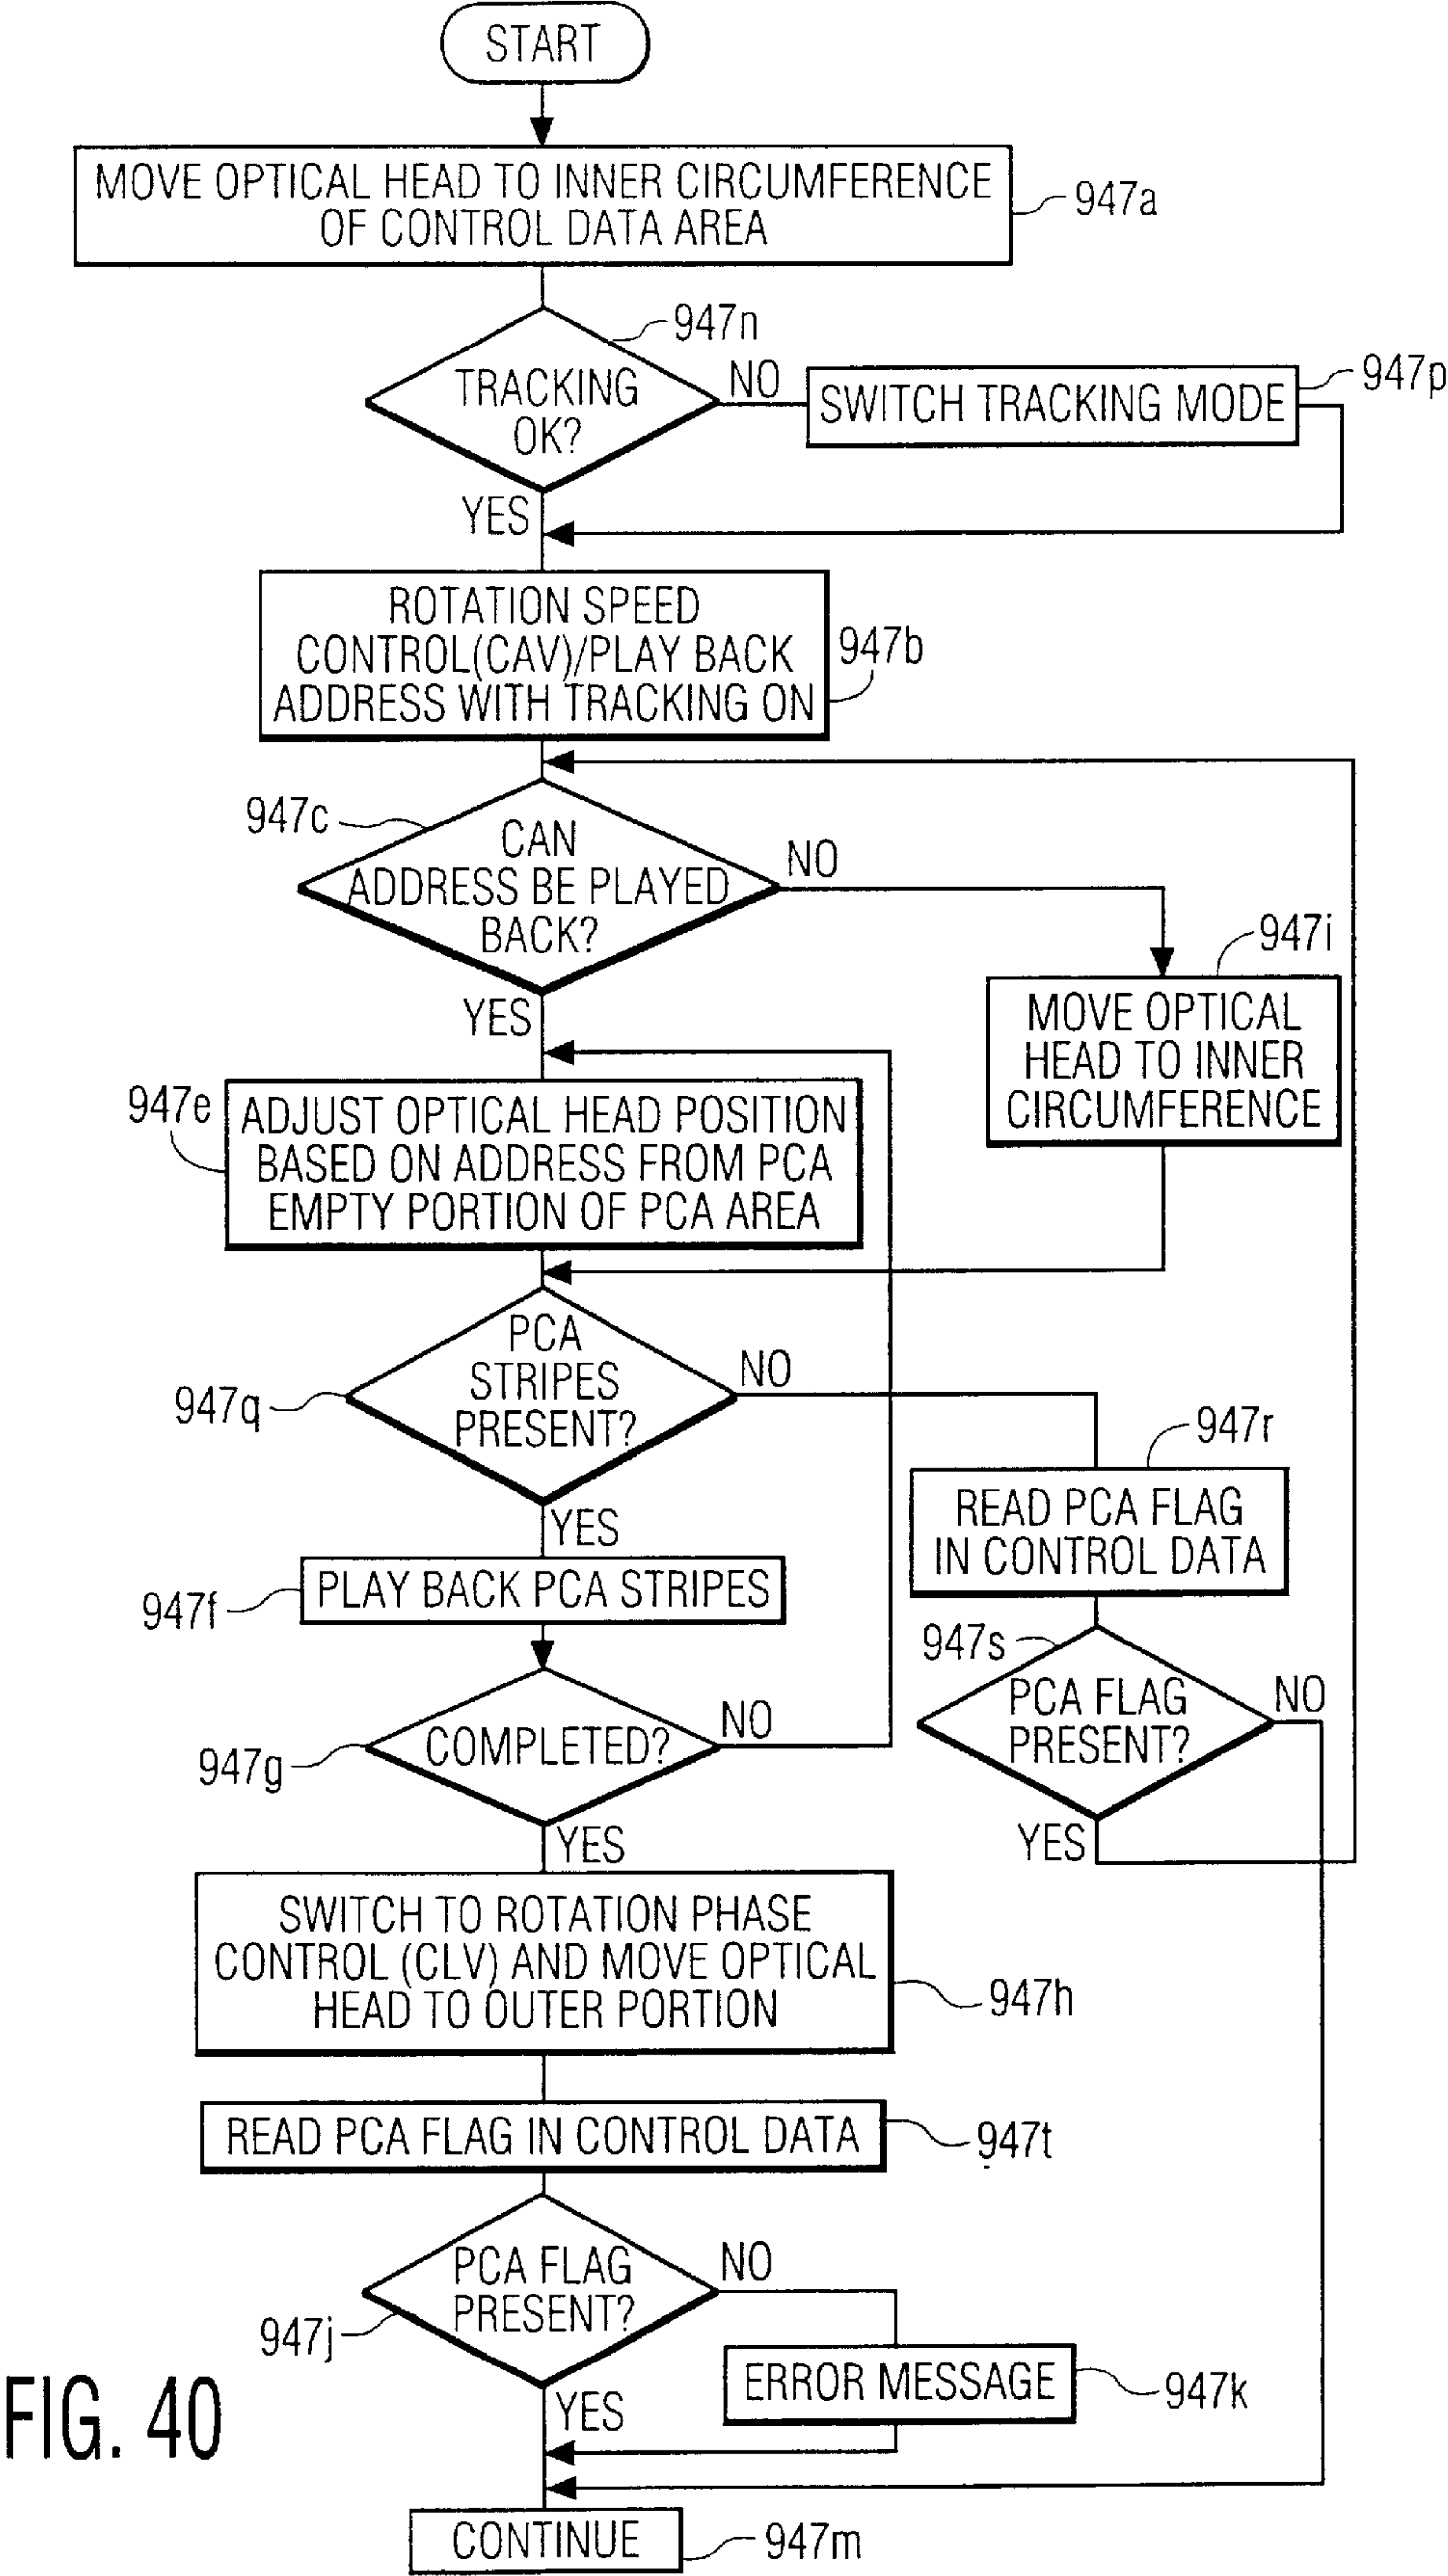 START
MOVE OPTICAL HEAD TO INNER CIRCUMFERENCE
OF CONTROL DATA AREA
947a
947n
TRACKING
OK?
NO
SWITCH TRACKING MODE
947p
YES
ROTATION SPEED
CONTROL(CAV)/PLAY BACK
ADDRESS WITH TRACKING ON
947b
947c
CAN
ADDRESS BE PLAYED
BACK?
NO
YES
947i
MOVE OPTICAL
HEAD TO INNER
CIRCUMFERENCE
947e
ADJUST OPTICAL HEAD POSITION
BASED ON ADDRESS FROM PCA
EMPTY PORTION OF PCA AREA
PCA
STRIPES
PRESENT?
947q
NO
YES
947r
READ PCA FLAG
IN CONTROL DATA
947f
PLAY BACK PCA STRIPES
947s
PCA FLAG
PRESENT?
NO
YES
COMPLETED?
947g
NO
YES
SWITCH TO ROTATION PHASE
CONTROL (CLV) AND MOVE OPTICAL
HEAD TO OUTER PORTION
947h
READ PCA FLAG IN CONTROL DATA
947t
PCA FLAG
PRESENT?
947j
NO
YES
ERROR MESSAGE
947k
CONTINUE
947m
FIG. 40